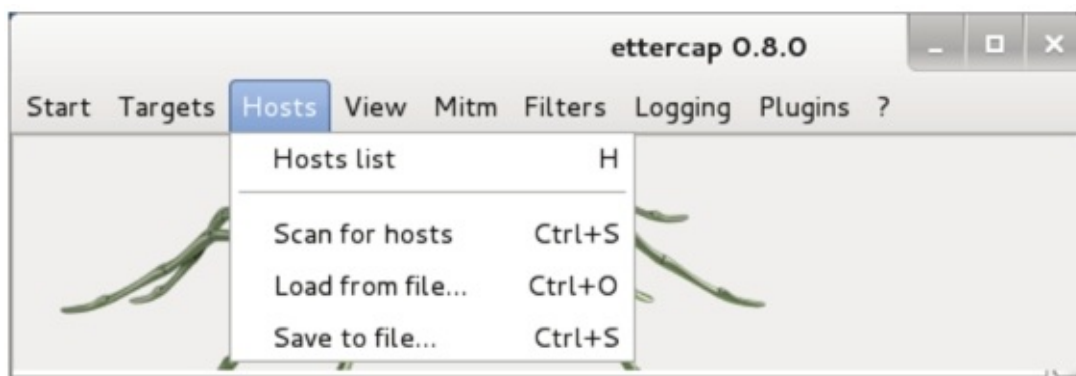 ettercap 0.8.0
Start Targets Hosts View Mitm Filters Logging Plugins ?
Hosts list H
Scan for hosts Ctrl+S
Load from file... Ctrl+O
Save to file... Ctrl+S